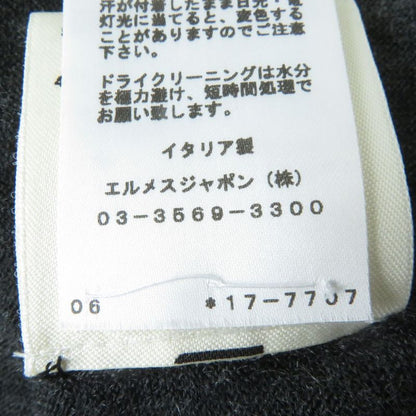 汗が付着したまま日光・電
灯光に当てると、変色する
ことがありますのでご注意
下さい。
ドライクリーニングは水分
を極力避け、短時間処理で
お願い致します。
イタリア製
エルメスジャポン（株）
03-3569-3300
06 *17-7707